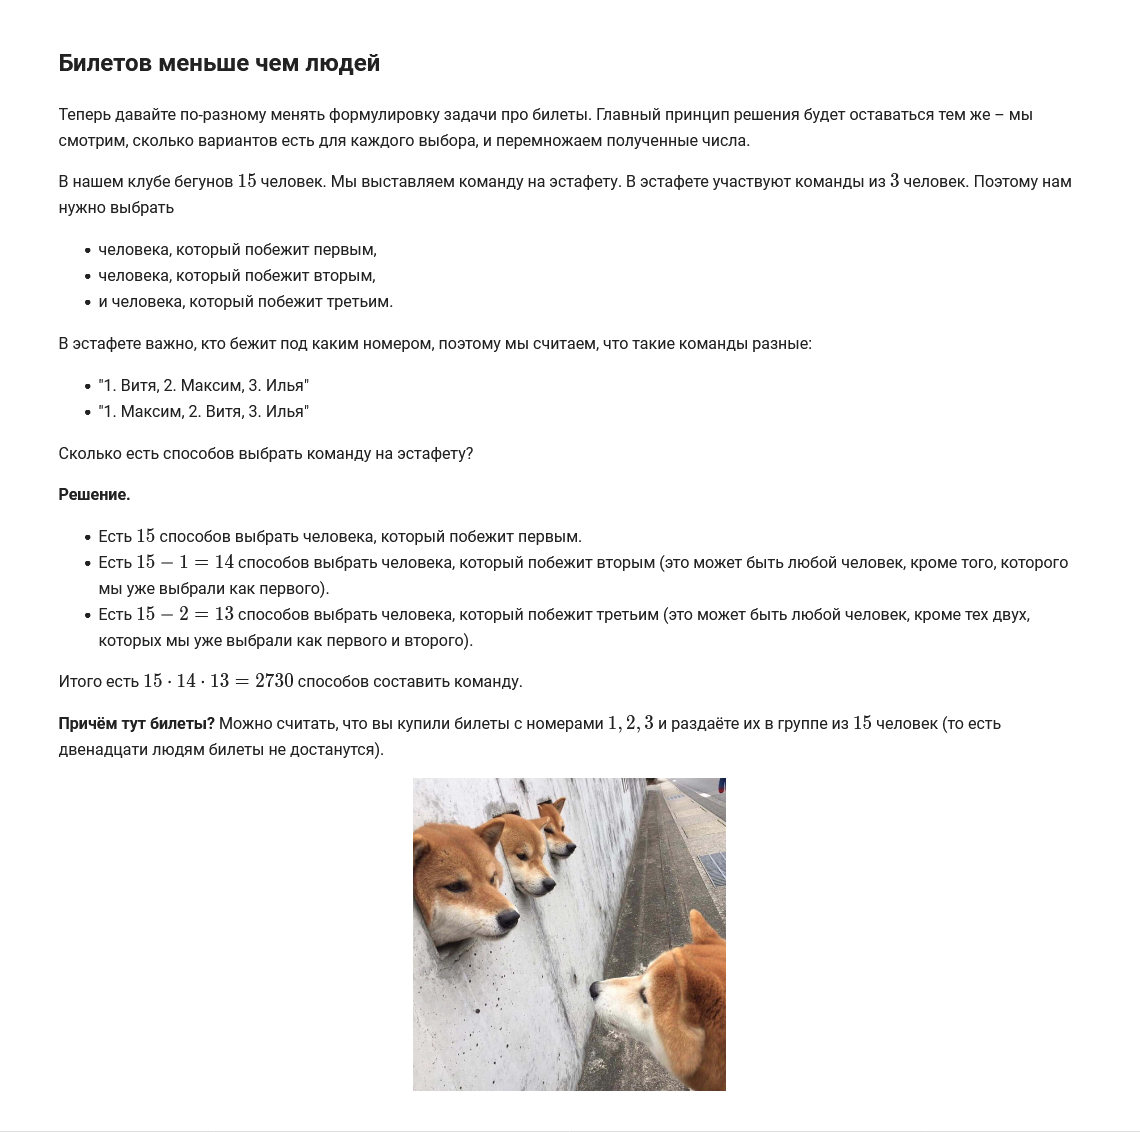 Билетов меньше чем людей
Теперь давайте по-разному менять формулировку задачи про билеты. Главный принцип решения будет оставаться тем же – мы
смотрим, сколько вариантов есть для каждого выбора, и перемножаем полученные числа.
В нашем клубе бегунов 15 человек. Мы выставляем команду на эстафету. В эстафете участвуют команды из 3 человек. Поэтому нам
нужно выбрать
• человека, который побежит первым,
• человека, который побежит вторым,
• и человека, который побежит третьим.
В эстафете важно, кто бежит под каким номером, поэтому мы считаем, что такие команды разные:
• "1. Витя, 2. Максим, 3. Илья"
• "1. Максим, 2. Витя, 3. Илья"
Сколько есть способов выбрать команду на эстафету?
Решение.
• Есть 15 способов выбрать человека, который побежит первым.
• Есть 15 − 1 = 14 способов выбрать человека, который побежит вторым (это может быть любой человек, кроме того, которого
мы уже выбрали как первого).
• Есть 15 − 2 = 13 способов выбрать человека, который побежит третьим (это может быть любой человек, кроме тех двух,
которых мы уже выбрали как первого и второго).
Итого есть 15 · 14 · 13 = 2730 способов составить команду.
Причём тут билеты? Можно считать, что вы купили билеты с номерами 1, 2, 3 и раздаёте их в группе из 15 человек (то есть
двенадцати людям билеты не достанутся).